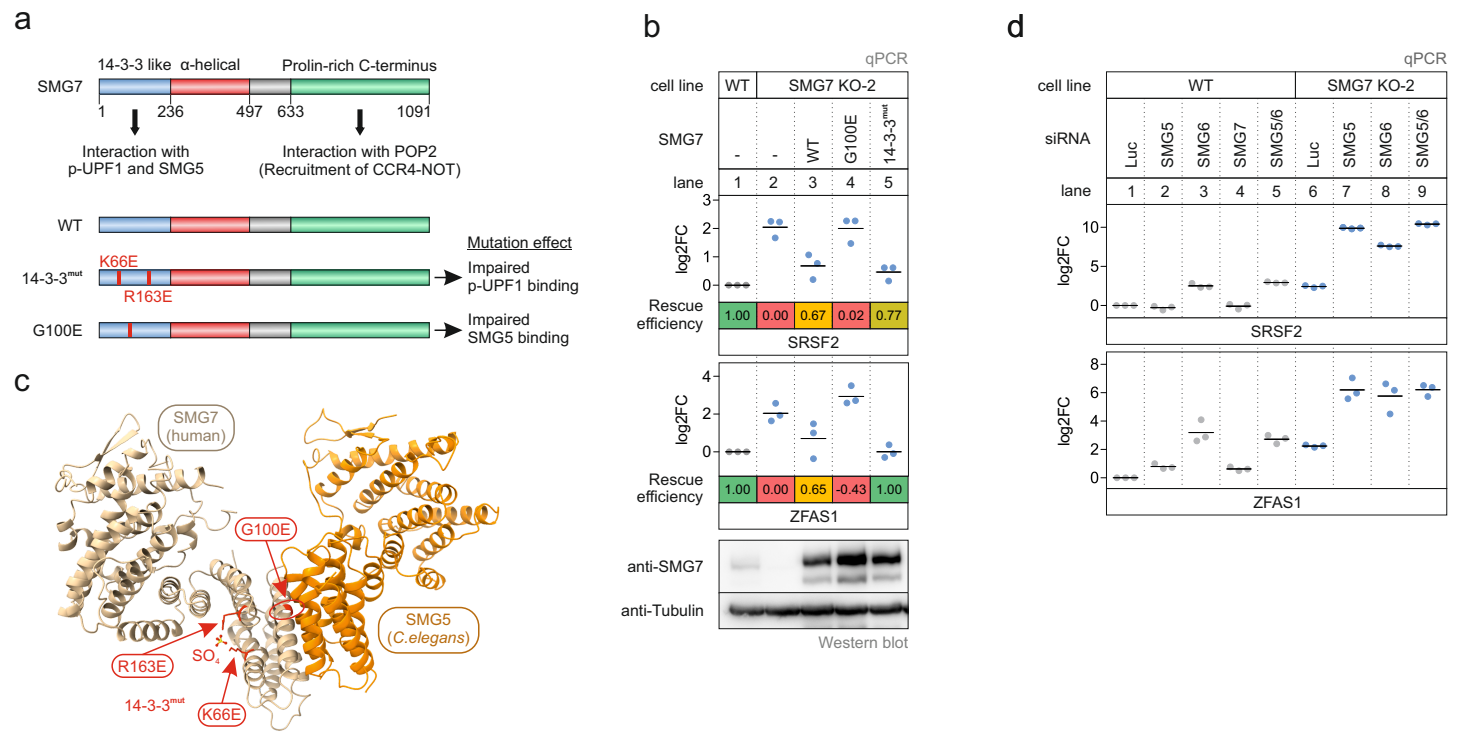 a
14-3-3 like α-helical Prolin-rich C-terminus
SMG7
1 236 497 633 1091
Interaction with
p-UPF1 and SMG5
Interaction with POP2
(Recruitment of CCR4-NOT)
WT
Mutation effect
K66E
14-3-3mut
R163E
Impaired
p-UPF1 binding
G100E
Impaired
SMG5 binding
b
qPCR
cell line WT SMG7 KO-2
SMG7 - - WT G100E 14-3-3mut
lane 1 2 3 4 5
3
2
1
0
log2FC
Rescue
efficiency
1.00 0.00 0.67 0.02 0.77
SRSF2
4
2
0
log2FC
Rescue
efficiency
1.00 0.00 0.65 -0.43 1.00
ZFAS1
anti-SMG7
anti-Tubulin
Western blot
c
SMG7
(human)
G100E
SMG5
(C.elegans)
R163E
SO4
14-3-3mut
K66E
d
qPCR
cell line WT SMG7 KO-2
siRNA Luc SMG5 SMG6 SMG7 SMG5/6 Luc SMG5 SMG6 SMG5/6
lane 1 2 3 4 5 6 7 8 9
10
5
0
log2FC
SRSF2
8
6
4
2
0
log2FC
ZFAS1